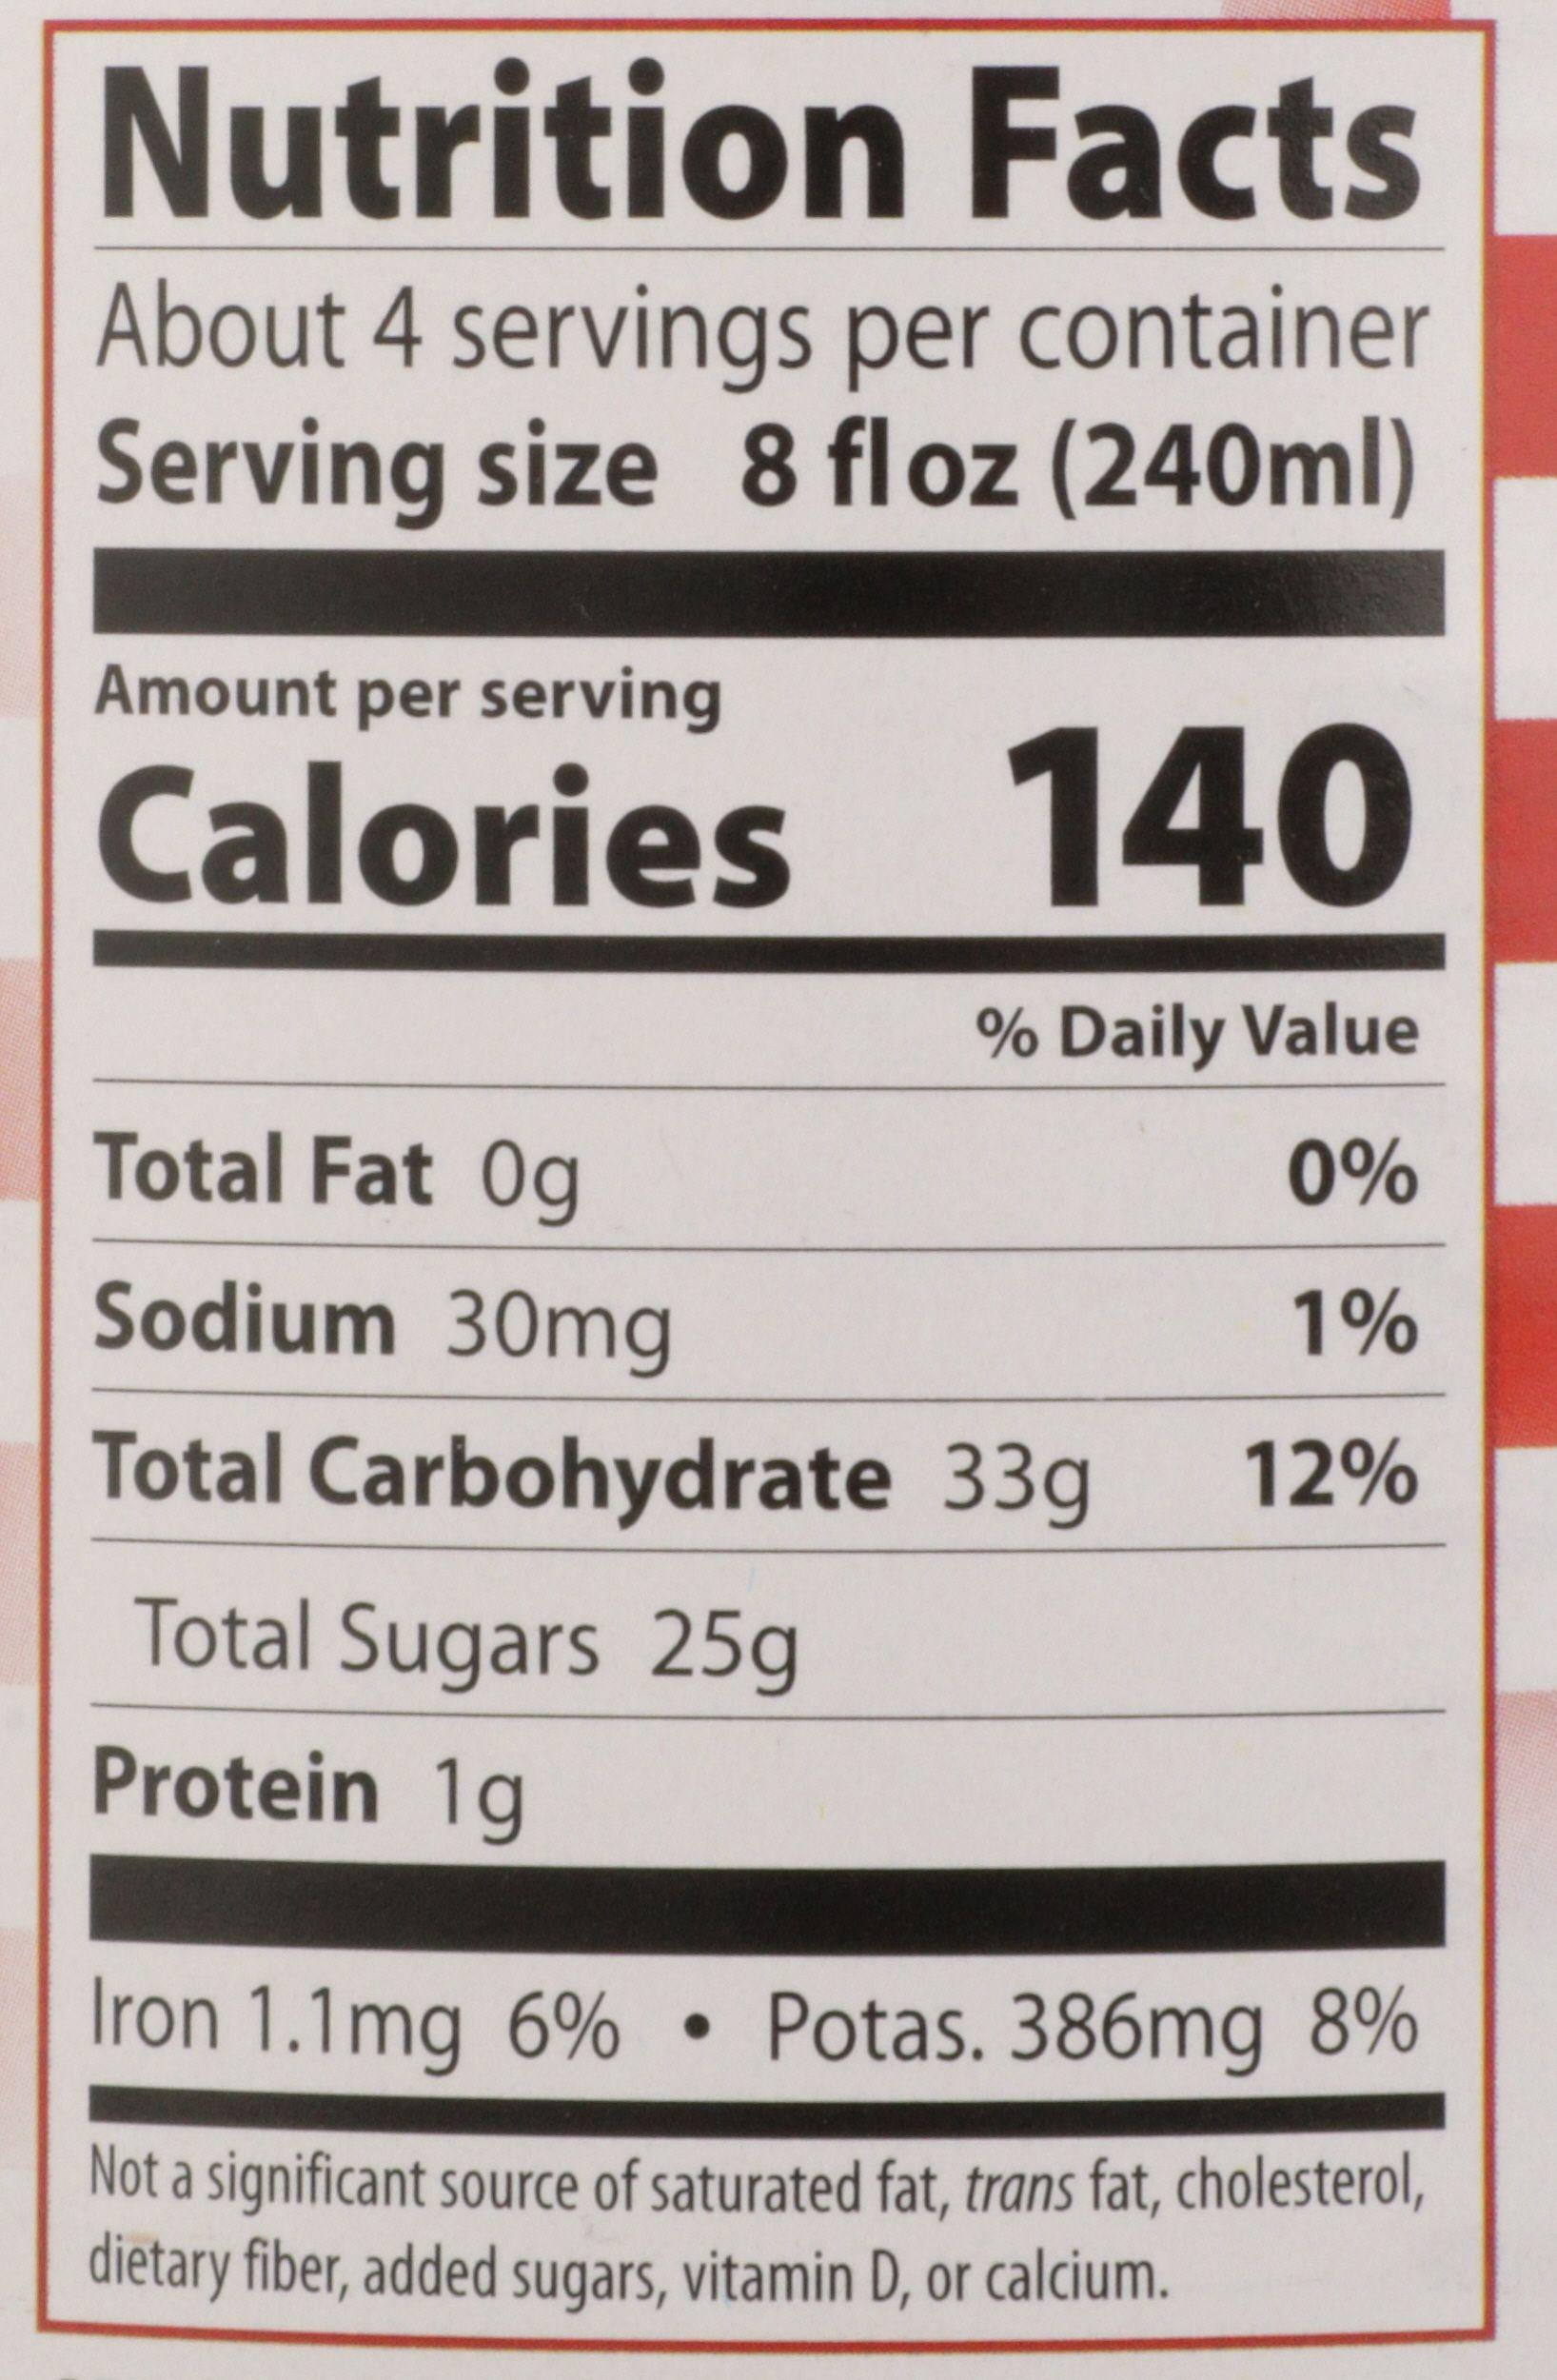 Nutrition Facts
About 4 servings per container
Serving size 8 fl oz (240ml)
Amount per serving
Calories 140
% Daily Value
Total Fat 0g 0%
Sodium 30mg 1%
Total Carbohydrate 33g 12%
Total Sugars 25g
Protein 1g
Iron 1.1mg 6% • Potas. 386mg 8%
Not a significant source of saturated fat, trans fat, cholesterol,
dietary fiber, added sugars, vitamin D, or calcium.